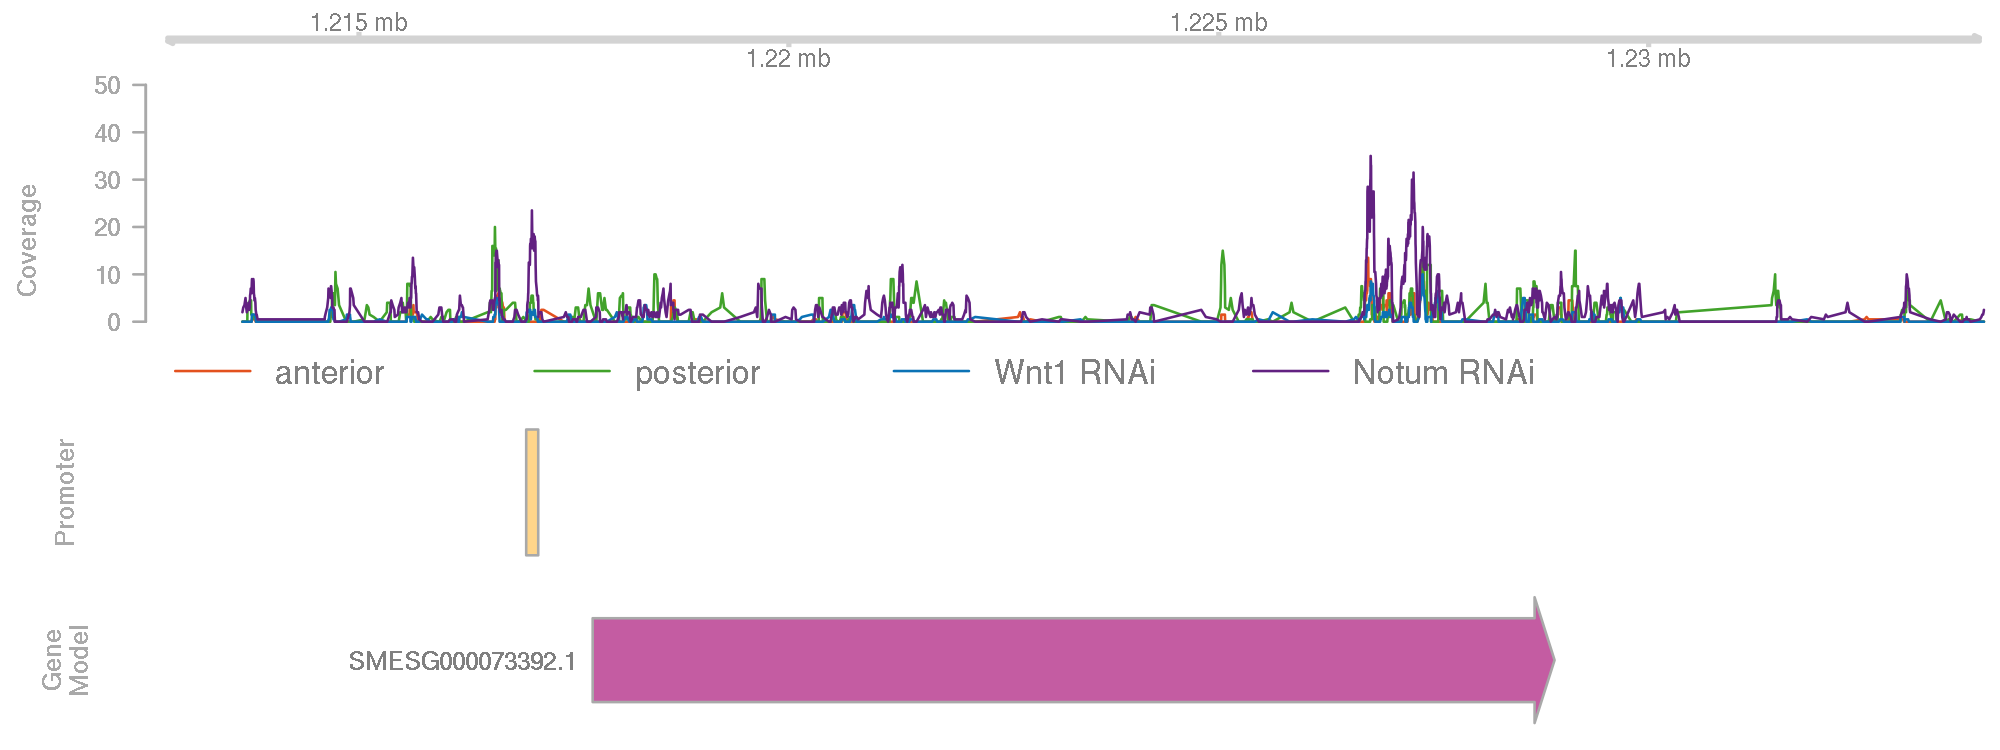 1.215 mb
1.225 mb
1.22 mb
1.23 mb
50
40
30
20
10
0
Coverage
anterior
posterior
Wnt1 RNAi
Notum RNAi
Promoter
Gene
Model
SMESG000073392.1